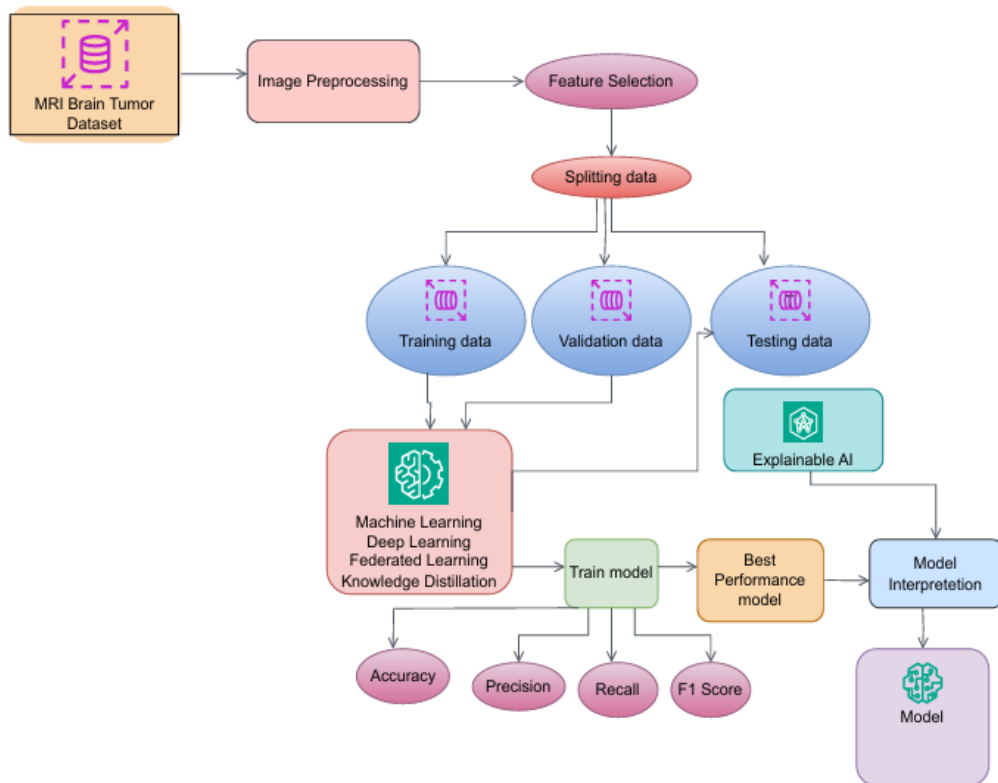 MRI Brain Tumor
Dataset
Image Preprocessing
Feature Selection
Splitting data
Training data
Validation data
Testing data
Explainable AI
Machine Learning
Deep Learning
Federated Learning
Knowledge Distillation
Train model
Best
Performance
model
Model
Interpretetion
Accuracy
Precision
Recall
F1 Score
Model